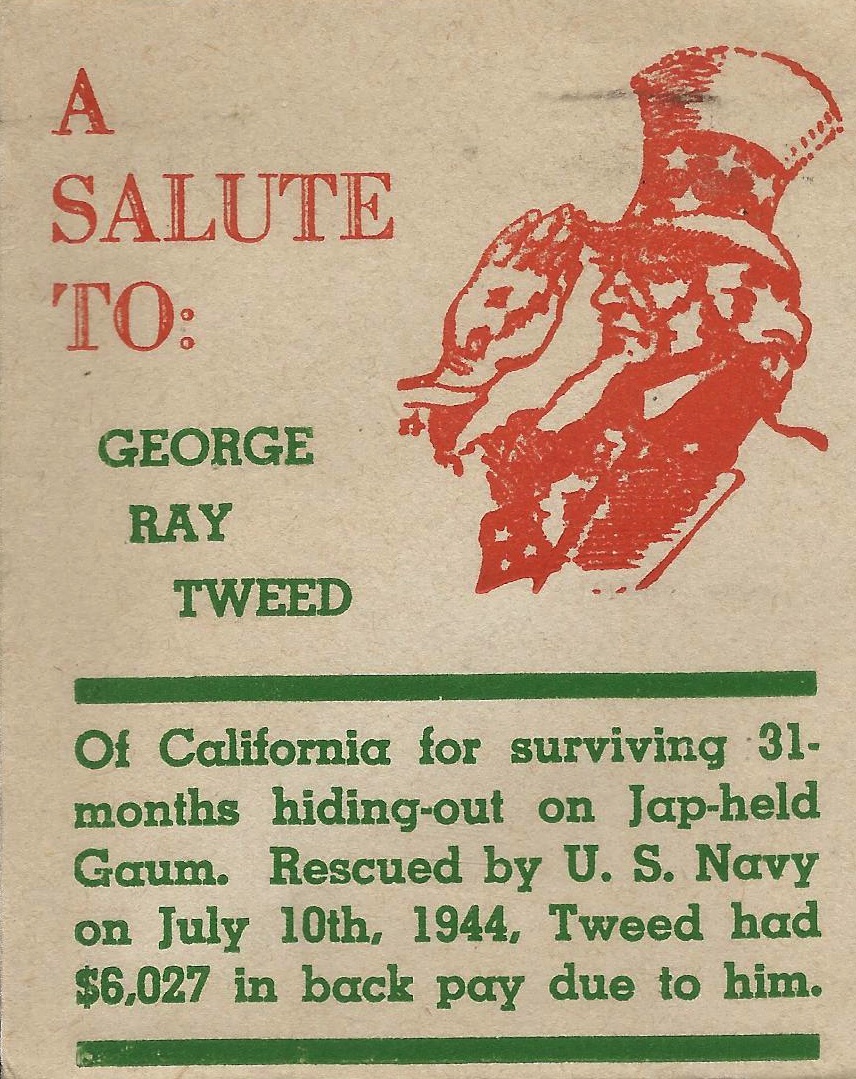 A
SALUTE
TO:
GEORGE
RAY
TWEED
Of California for surviving 31-
months hiding-out on Jap-held
Gaum. Rescued by U. S. Navy
on July 10th, 1944, Tweed had
$6,027 in back pay due to him.